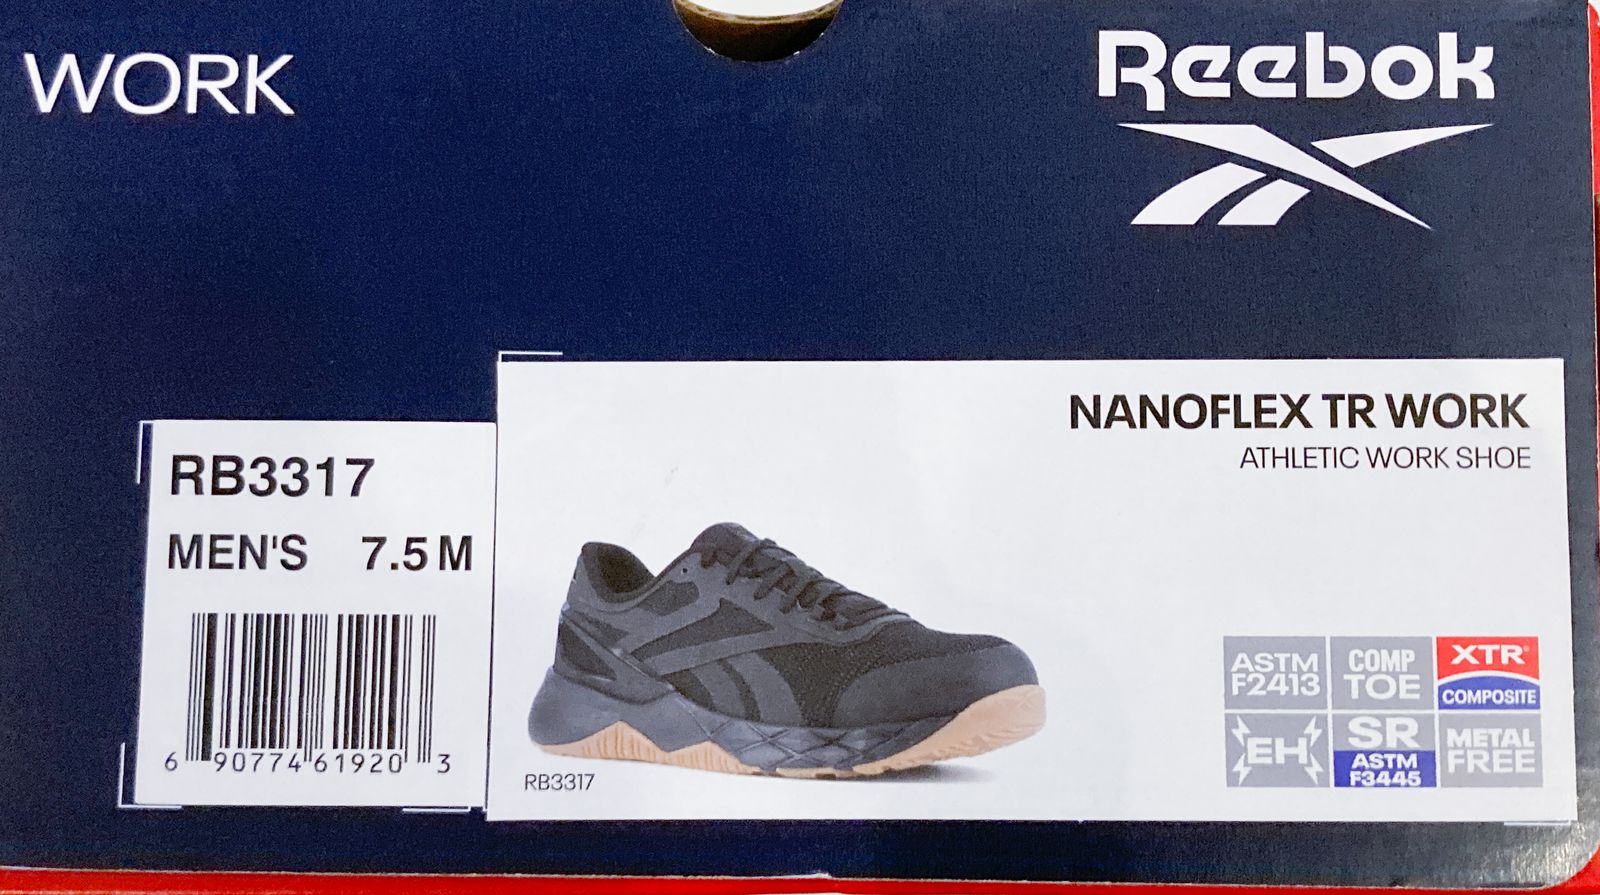 WORK
Reebok
NANOFLEX TR WORK
ATHLETIC WORK SHOE
RB3317
MEN'S 7.5 M
6 90774 61920 3
RB3317
ASTM F2413
COMP TOE
XTR® COMPOSITE
EH
SR ASTM F3445
METAL FREE